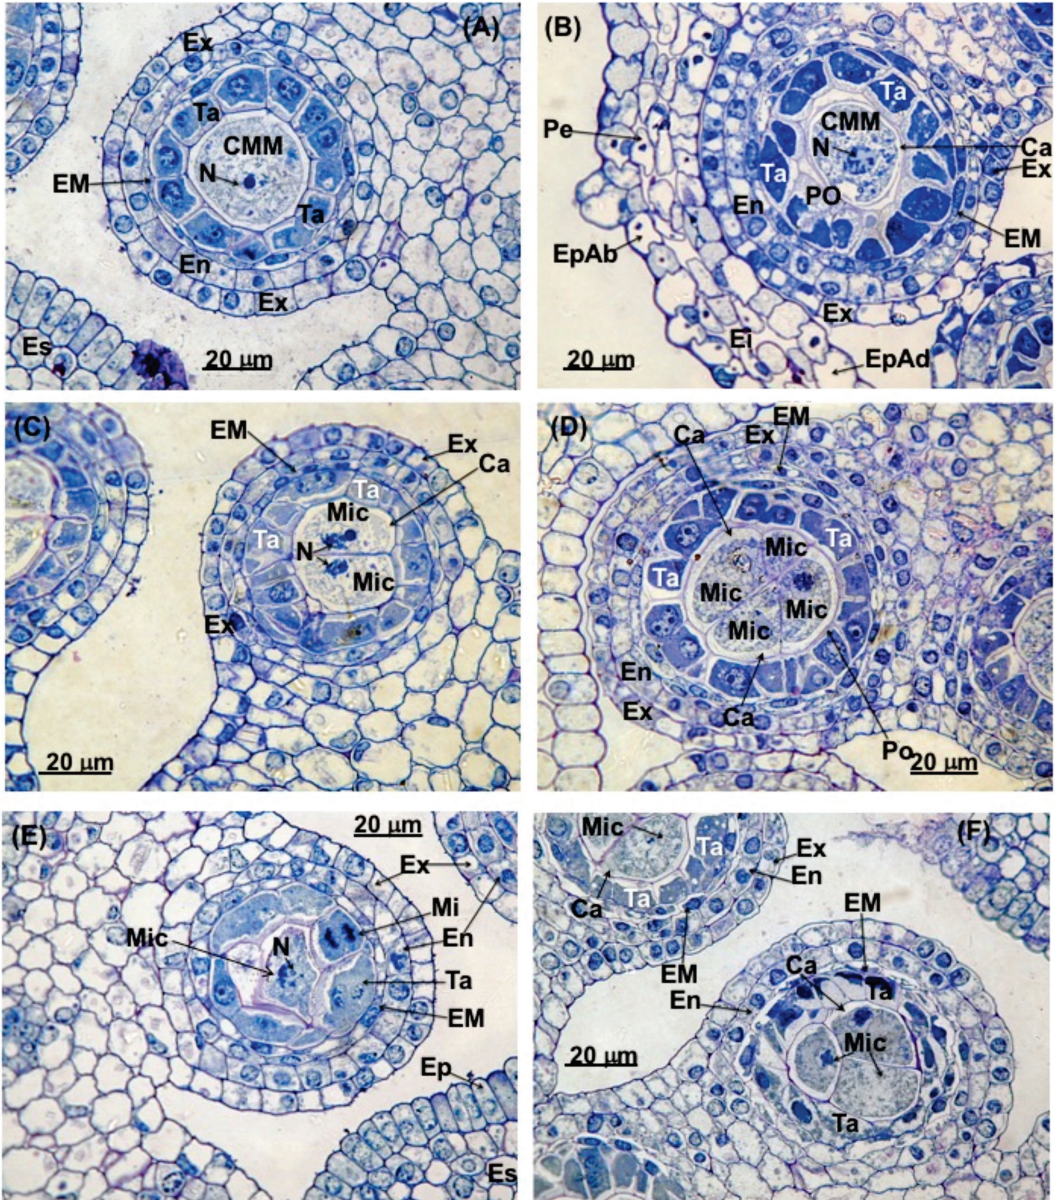 (A)
Ex
Ta
CMM
N
EM
Ta
En
Ex
Es
20 µm
(B)
Ta
Pe
CMM
N
Ca
Ex
Ta
PO
En
EM
EpAb
Ex
Ei
20 µm
EpAd
(C)
EM
Ex
Ca
Ta
Mic
Ta
N
Mic
Ex
20 µm
(D)
EM
Ca
Ex
Mic
Ta
Ta
Mic
Mic
Mic
En
Ex
Ca
Po
20 µm
(E)
20 µm
Ex
Mi
Mic
N
En
Ta
EM
Ep
Es
(F)
Mic
Ta
Ex
En
Ta
Ca
EM
EM
Ca
En
Ta
Mic
20 µm
Ta